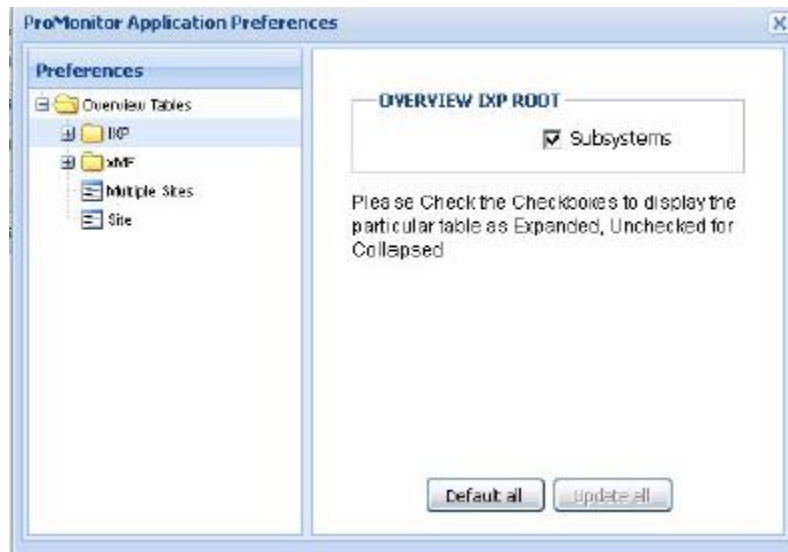 ProMonitor Application Preferences
Preferences
Overview Tables
IXP
xMF
Multiple Sites
Site
OVERVIEW IXP ROOT
Subsystems
Please Check the Checkboxes to display the
particular table as Expanded, Unchecked for
Collapsed
Default all
Update all